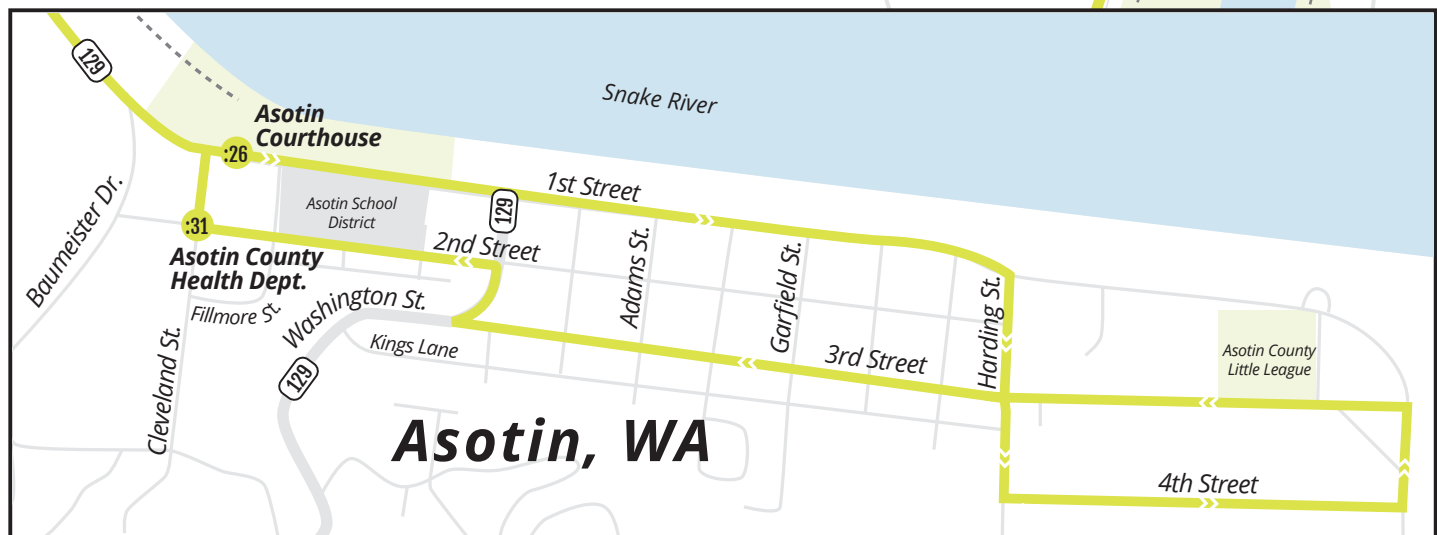 129
Snake River
Asotin
Courthouse
:26
1st Street
Asotin School
District
129
:31
2nd Street
Asotin County
Health Dept.
Baumeister Dr.
Fillmore St.
Washington St.
Adams St.
Garfield St.
Harding St.
Kings Lane
3rd Street
Asotin County
Little League
129
Cleveland St.
Asotin, WA
4th Street